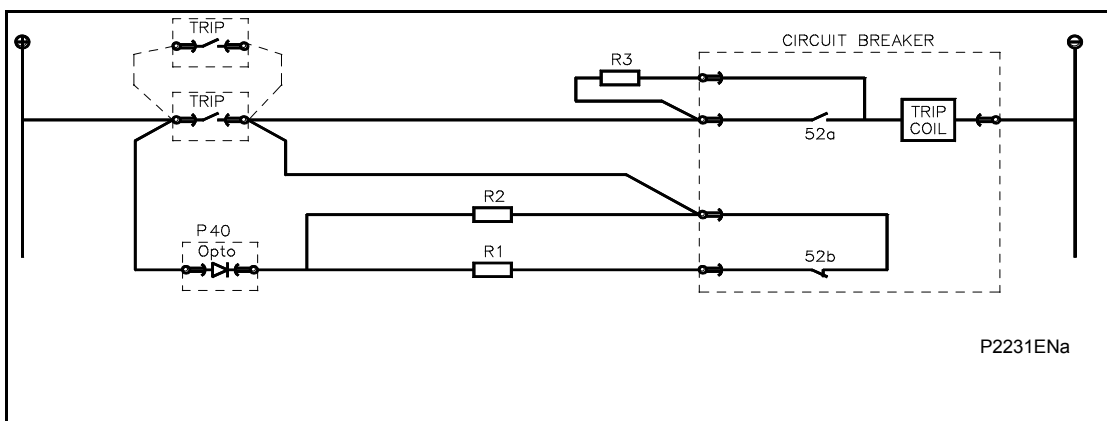 TRIP
CIRCUIT BREAKER
R3
TRIP
52a
TRIP
COIL
R2
P40
Opto
R1
52b
P2231ENa